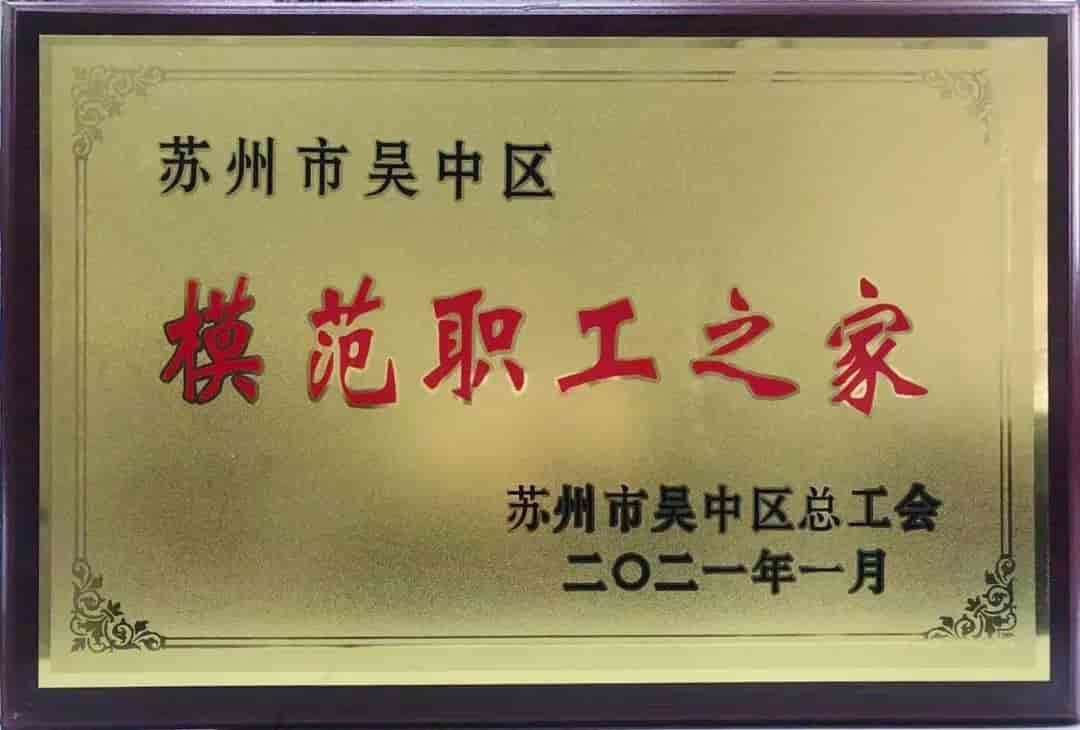 苏州市吴中区
模范职工之家
苏州市吴中区总工会
二〇二一年一月